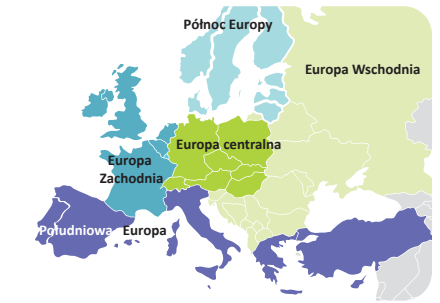 Północ Europy
Europa Wschodnia
Europa centralna
Europa
Zachodnia
Południowa Europa